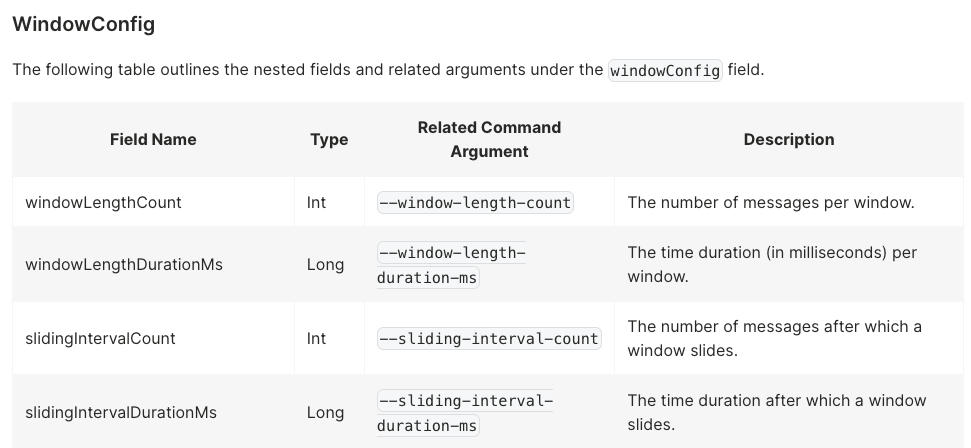 WindowConfig
The following table outlines the nested fields and related arguments under the windowConfig field.
Field Name Type Related Command Argument Description
windowLengthCount Int --window-length-count The number of messages per window.
windowLengthDurationMs Long --window-length-duration-ms The time duration (in milliseconds) per window.
slidingIntervalCount Int --sliding-interval-count The number of messages after which a window slides.
slidingIntervalDurationMs Long --sliding-interval-duration-ms The time duration after which a window slides.